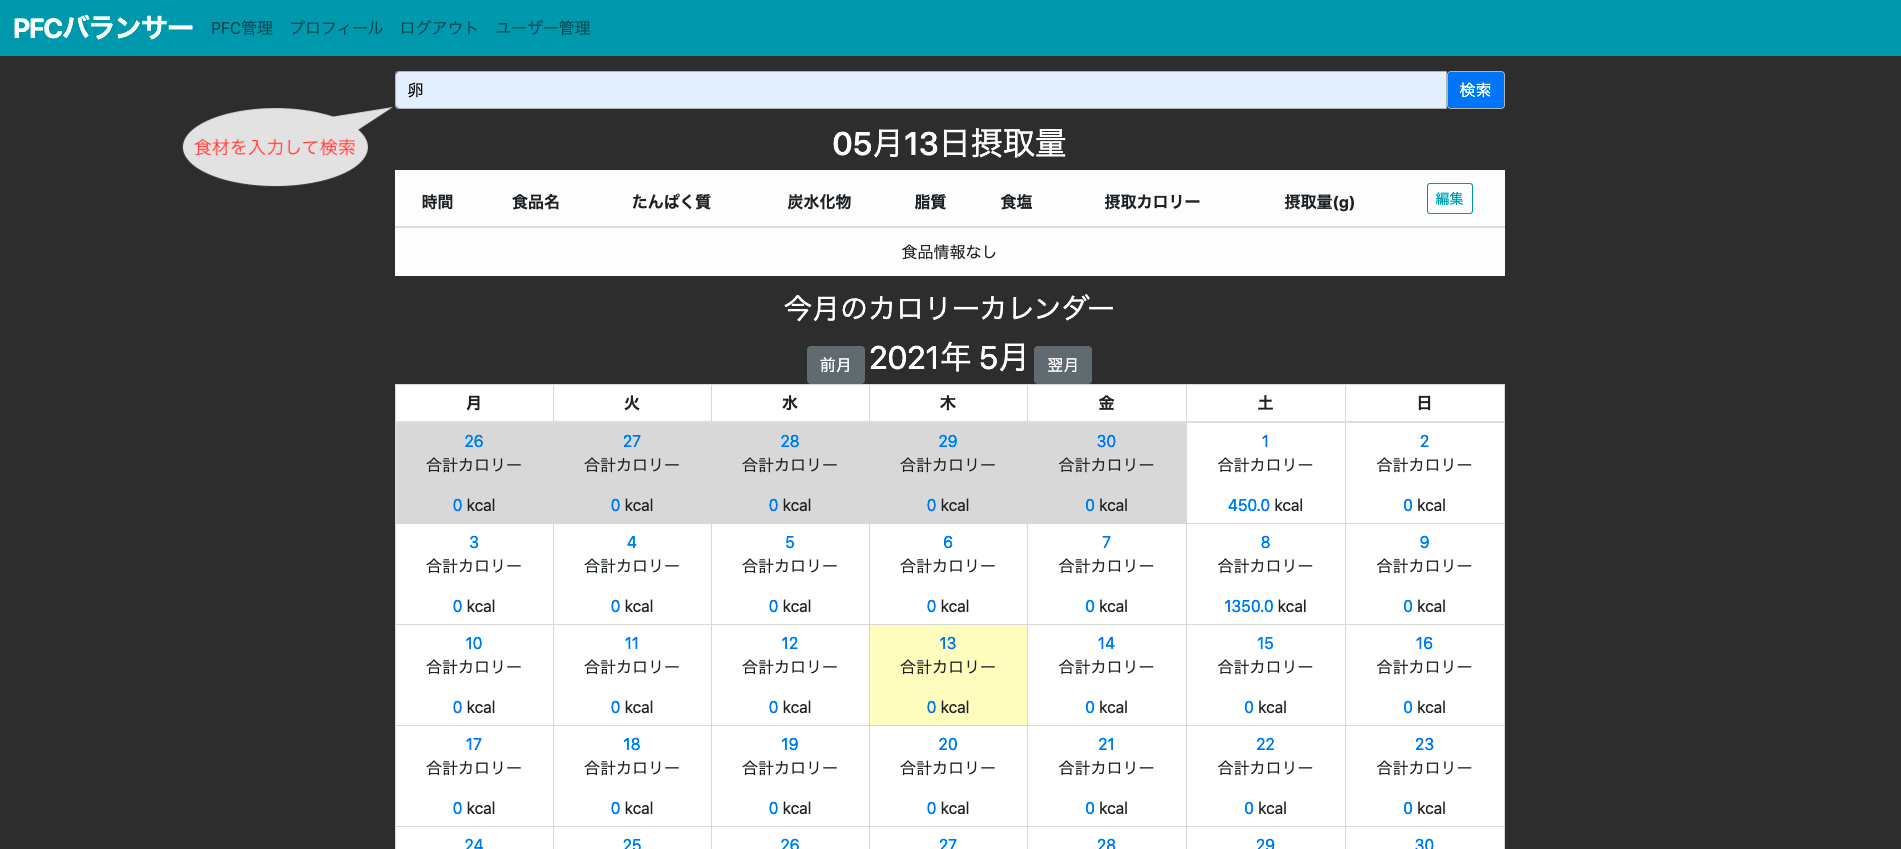 PFCバランサー PFC管理 プロフィール ログアウト ユーザー管理
卵 検索
食材を入力して検索
05月13日摂取量
時間 食品名 たんぱく質 炭水化物 脂質 食塩 摂取カロリー 摂取量(g) 編集
食品情報なし
今月のカロリーカレンダー
前月 2021年 5月 翌月
月 火 水 木 金 土 日
26 27 28 29 30 1 2
合計カロリー 合計カロリー 合計カロリー 合計カロリー 合計カロリー 合計カロリー 合計カロリー
0 kcal 0 kcal 0 kcal 0 kcal 0 kcal 450.0 kcal 0 kcal
3 4 5 6 7 8 9
合計カロリー 合計カロリー 合計カロリー 合計カロリー 合計カロリー 合計カロリー 合計カロリー
0 kcal 0 kcal 0 kcal 0 kcal 0 kcal 1350.0 kcal 0 kcal
10 11 12 13 14 15 16
合計カロリー 合計カロリー 合計カロリー 合計カロリー 合計カロリー 合計カロリー 合計カロリー
0 kcal 0 kcal 0 kcal 0 kcal 0 kcal 0 kcal 0 kcal
17 18 19 20 21 22 23
合計カロリー 合計カロリー 合計カロリー 合計カロリー 合計カロリー 合計カロリー 合計カロリー
0 kcal 0 kcal 0 kcal 0 kcal 0 kcal 0 kcal 0 kcal
24 25 26 27 28 29 30